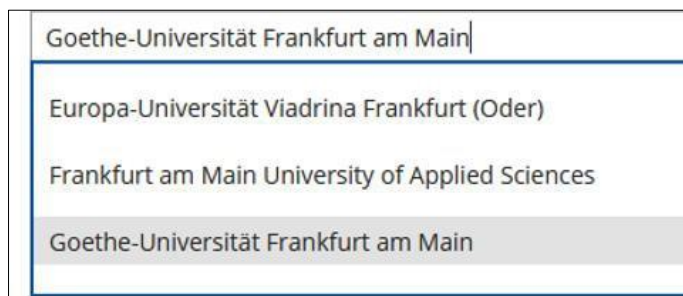 Goethe-Universität Frankfurt am Main
Europa-Universität Viadrina Frankfurt (Oder)
Frankfurt am Main University of Applied Sciences
Goethe-Universität Frankfurt am Main